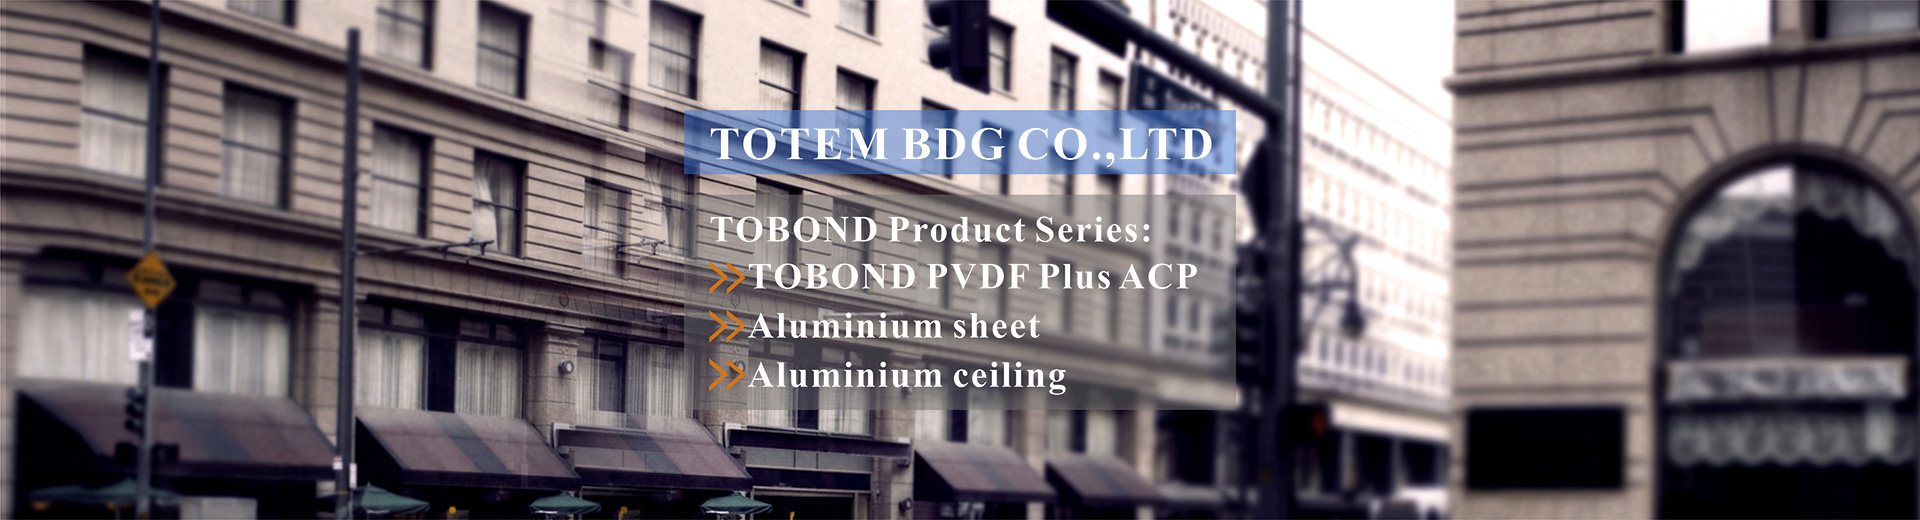 TOTEM BDG CO.,LTD
TOBOND Product Series:
TOBOND PVDF Plus ACP
Aluminium sheet
Aluminium ceiling